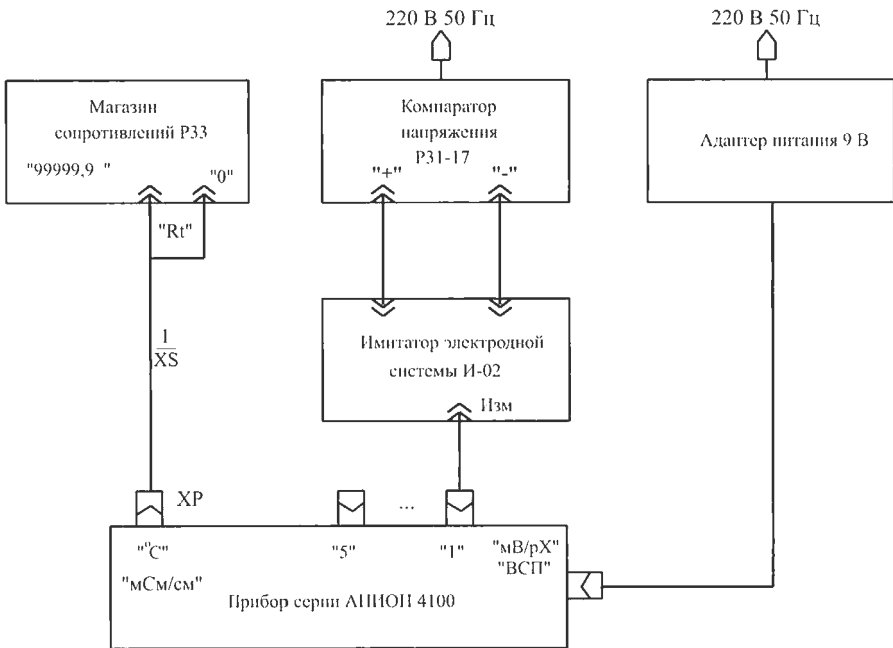 220 В 50 Гц
220 В 50 Гц
Магазин
сопротивлений Р33
"99999,9 "
"0"
Компаратор
напряжения
Р31-17
"+"
"-"
Адаптер питания 9 В
"Rt"
1
XS
Имитатор электродной
системы И-02
Изм
XP
...
"°C"
"5"
"1"
"мВ/рХ"
"мСм/см"
"ВСП"
Прибор серии АНИОН 4100